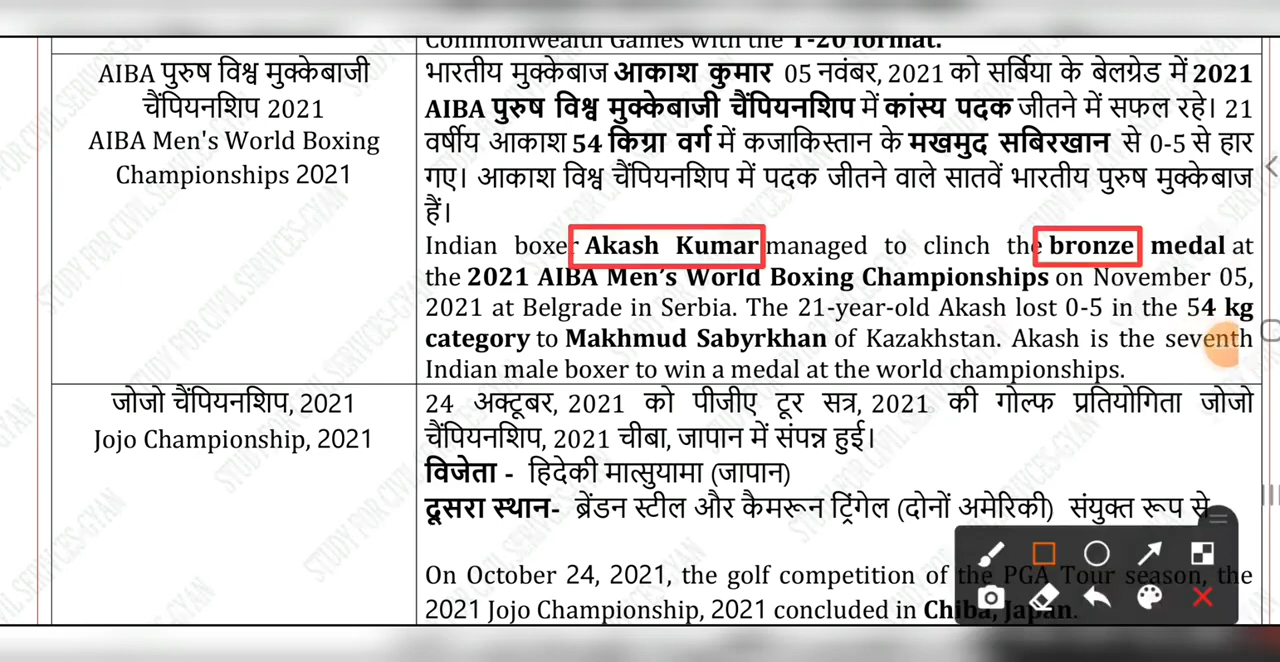 Commonwealth Games with the T-20 format.
AIBA पुरुष विश्व मुक्केबाजी
चैंपियनशिप 2021
AIBA Men's World Boxing
Championships 2021
भारतीय मुक्केबाज आकाश कुमार 05 नवंबर, 2021 को सर्बिया के बेलग्रेड में 2021
AIBA पुरुष विश्व मुक्केबाजी चैंपियनशिप में कांस्य पदक जीतने में सफल रहे। 21
वर्षीय आकाश 54 किग्रा वर्ग में कजाकिस्तान के मखमुद सबिरखान से 0-5 से हार
गए। आकाश विश्व चैंपियनशिप में पदक जीतने वाले सातवें भारतीय पुरुष मुक्केबाज
हैं।
Indian boxer Akash Kumar managed to clinch the bronze medal at
the 2021 AIBA Men’s World Boxing Championships on November 05,
2021 at Belgrade in Serbia. The 21-year-old Akash lost 0-5 in the 54 kg
category to Makhmud Sabyrkhan of Kazakhstan. Akash is the seventh
Indian male boxer to win a medal at the world championships.
जोजो चैंपियनशिप, 2021
Jojo Championship, 2021
24 अक्टूबर, 2021 को पीजीए टूर सत्र, 2021 की गोल्फ प्रतियोगिता जोजो
चैंपियनशिप, 2021 चीबा, जापान में संपन्न हुई।
विजेता - हिदेकी मात्सुयामा (जापान)
दूसरा स्थान- ब्रेंडन स्टील और कैमरून ट्रिंगेल (दोनों अमेरिकी) संयुक्त रूप से
On October 24, 2021, the golf competition of the PGA Tour season, the
2021 Jojo Championship, 2021 concluded in Chiba, Japan.